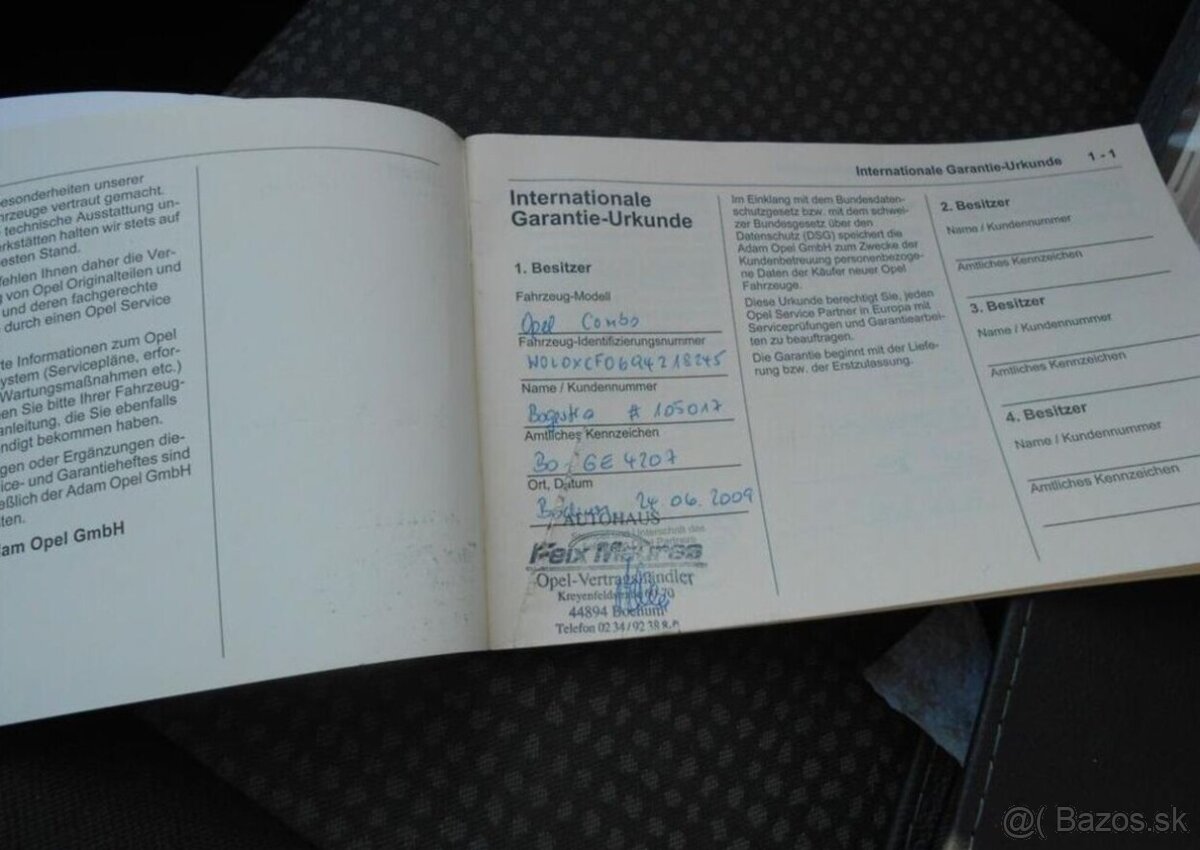 esonderheiten unserer
rzeuge vertraut gemacht.
technische Ausstattung un-
erkstätten halten wir stets auf
esten Stand.
fehlen Ihnen daher die Ver-
von Opel Originalteilen und
und deren fachgerechte
durch einen Opel Service
te Informationen zum Opel
ystem (Servicepläne, erfor-
Wartungsmaßnahmen etc.)
en Sie bitte Ihrer Fahrzeug-
anleitung, die Sie ebenfalls
ndigt bekommen haben.
gen oder Ergänzungen die-
ice- und Garantieheftes sind
eßlich der Adam Opel GmbH
lten.
dam Opel GmbH
Internationale Garantie-Urkunde 1 - 1
Internationale
Garantie-Urkunde
1. Besitzer
Fahrzeug-Modell
Opel Combo
Fahrzeug-Identifizierungsnummer
W0L0XCF0694218245
Name / Kundennummer
Bogestra # 105017
Amtliches Kennzeichen
BO - GE 4207
Ort, Datum
Bochum 24.06.2009
AUTOHAUS
Feix
Opel-Vertragshändler
44894 Bochum
Telefon 02 34 / 92 38
Im Einklang mit dem Bundesdaten-
schutzgesetz bzw. mit dem schwei-
zer Bundesgesetz über den
Datenschutz (DSG) speichert die
Adam Opel GmbH zum Zwecke der
Kundenbetreuung personenbezoge-
ne Daten der Käufer neuer Opel
Fahrzeuge.
Diese Urkunde berechtigt Sie, jeden
Opel Service Partner in Europa mit
Serviceprüfungen und Garantiearbei-
ten zu beauftragen.
Die Garantie beginnt mit der Liefe-
rung bzw. der Erstzulassung.
2. Besitzer
Name / Kundennummer
Amtliches Kennzeichen
3. Besitzer
Name / Kundennummer
Amtliches Kennzeichen
4. Besitzer
Name / Kundennummer
Amtliches Kennzeichen
@( Bazos.sk